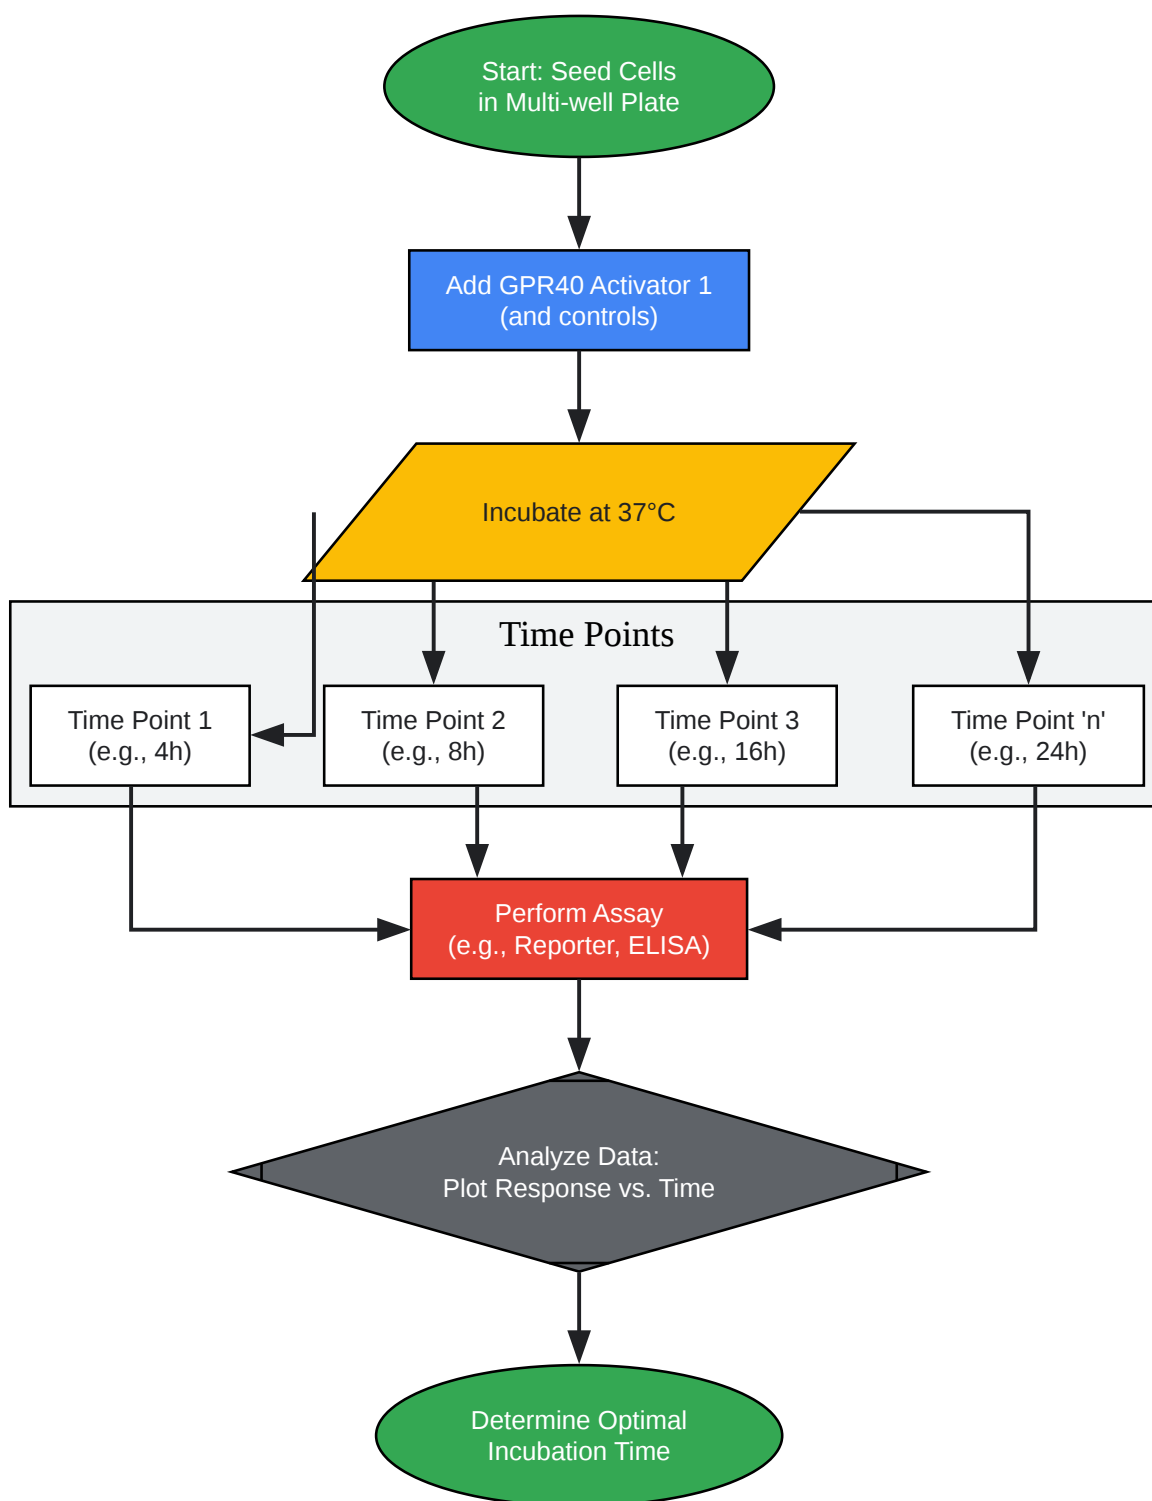 Start: Seed Cells
in Multi-well Plate
Add GPR40 Activator 1
(and controls)
Incubate at 37°C
Time Points
Time Point 1
(e.g., 4h)
Time Point 2
(e.g., 8h)
Time Point 3
(e.g., 16h)
Time Point 'n'
(e.g., 24h)
Perform Assay
(e.g., Reporter, ELISA)
Analyze Data:
Plot Response vs. Time
Determine Optimal
Incubation Time